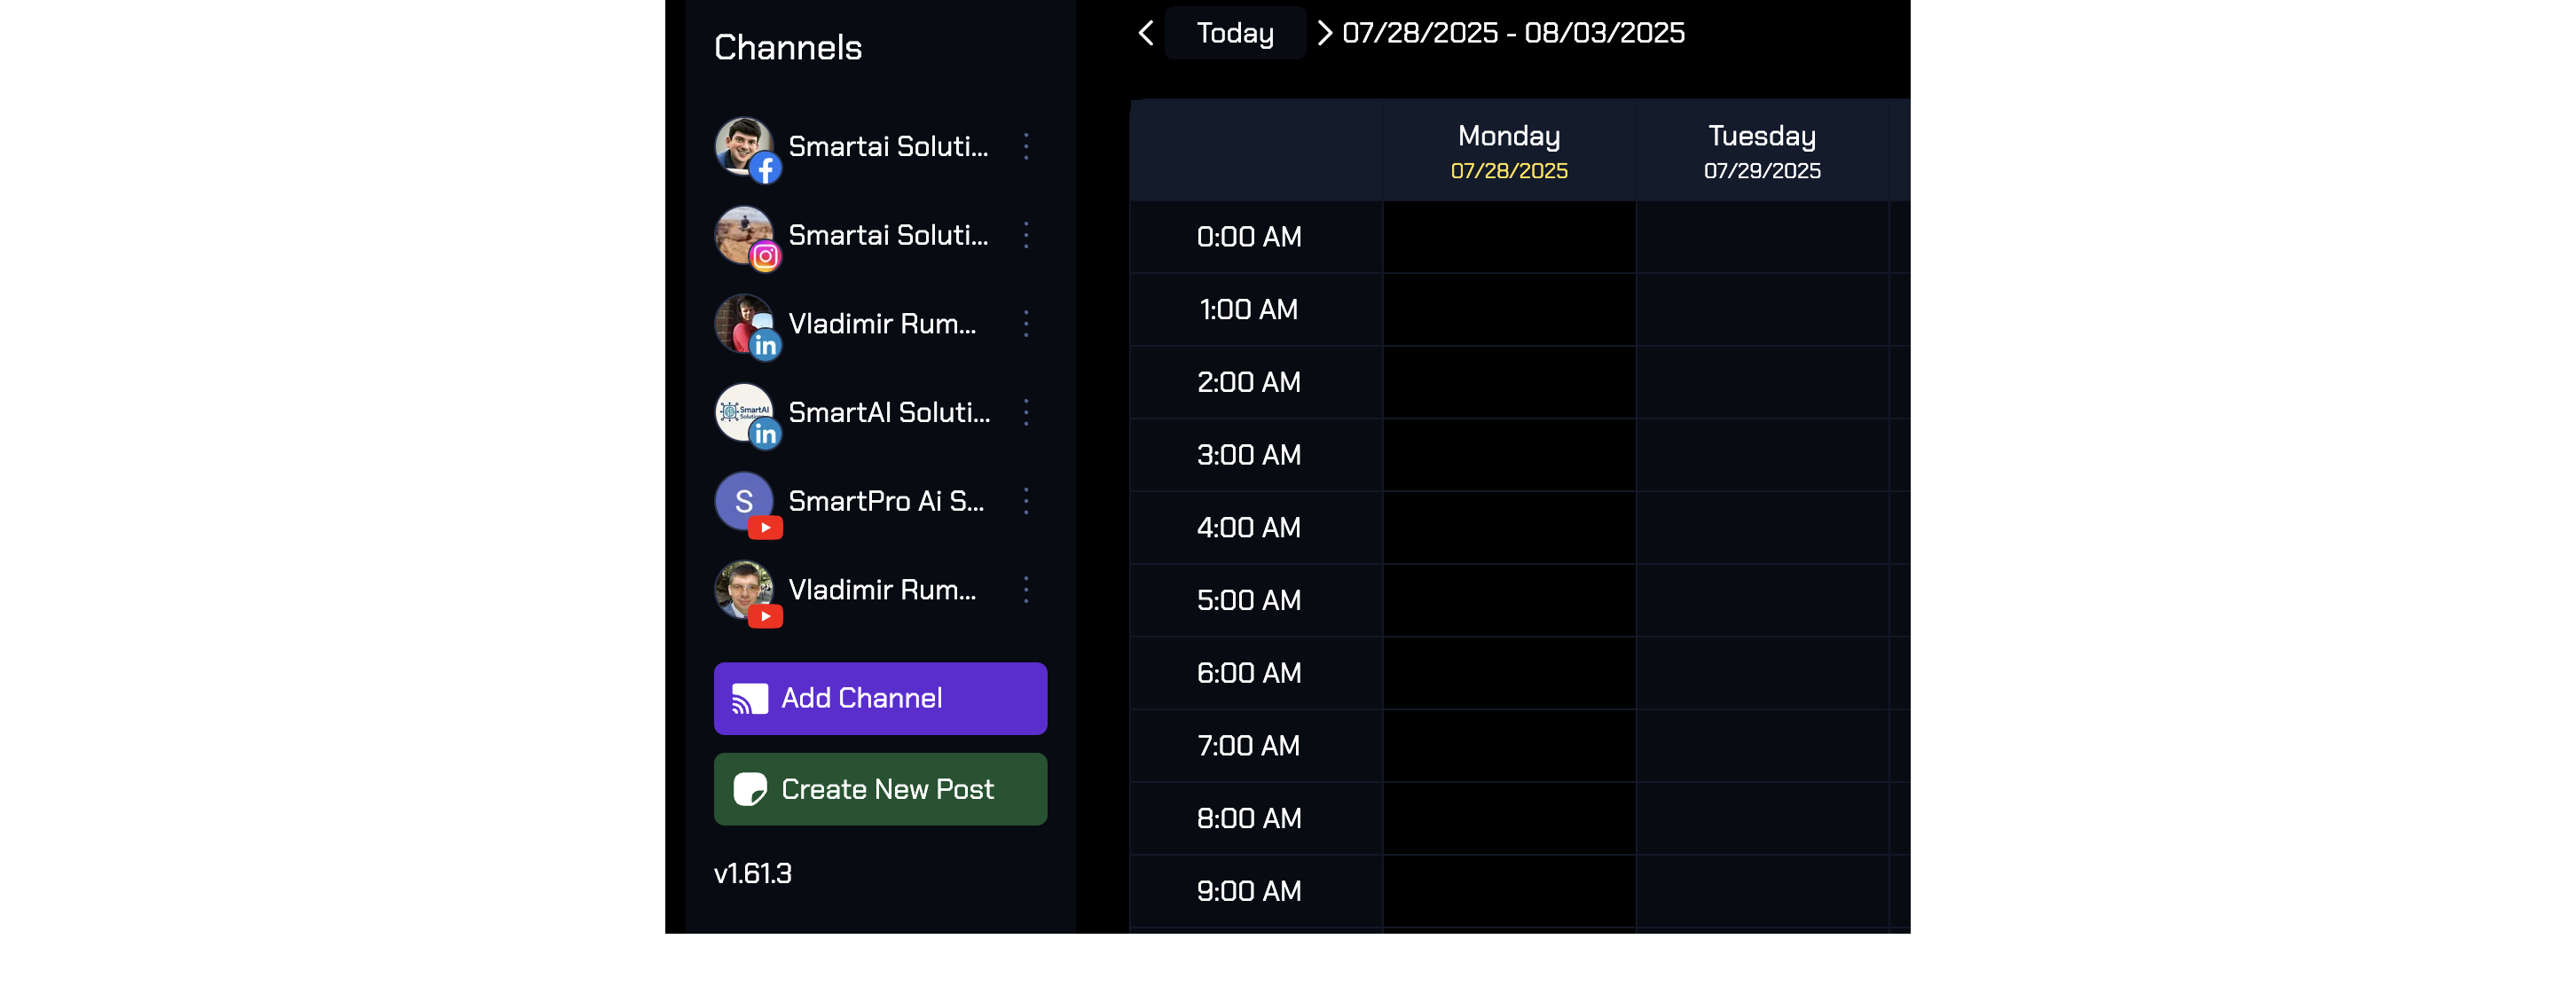 Channels
Smartai Soluti...
Smartai Soluti...
Vladimir Rum...
SmartAI
Solutions
SmartAI Soluti...
S
SmartPro Ai S...
Vladimir Rum...
Add Channel
Create New Post
v1.61.3
Today
07/28/2025 - 08/03/2025
Monday
07/28/2025
Tuesday
07/29/2025
0:00 AM
1:00 AM
2:00 AM
3:00 AM
4:00 AM
5:00 AM
6:00 AM
7:00 AM
8:00 AM
9:00 AM